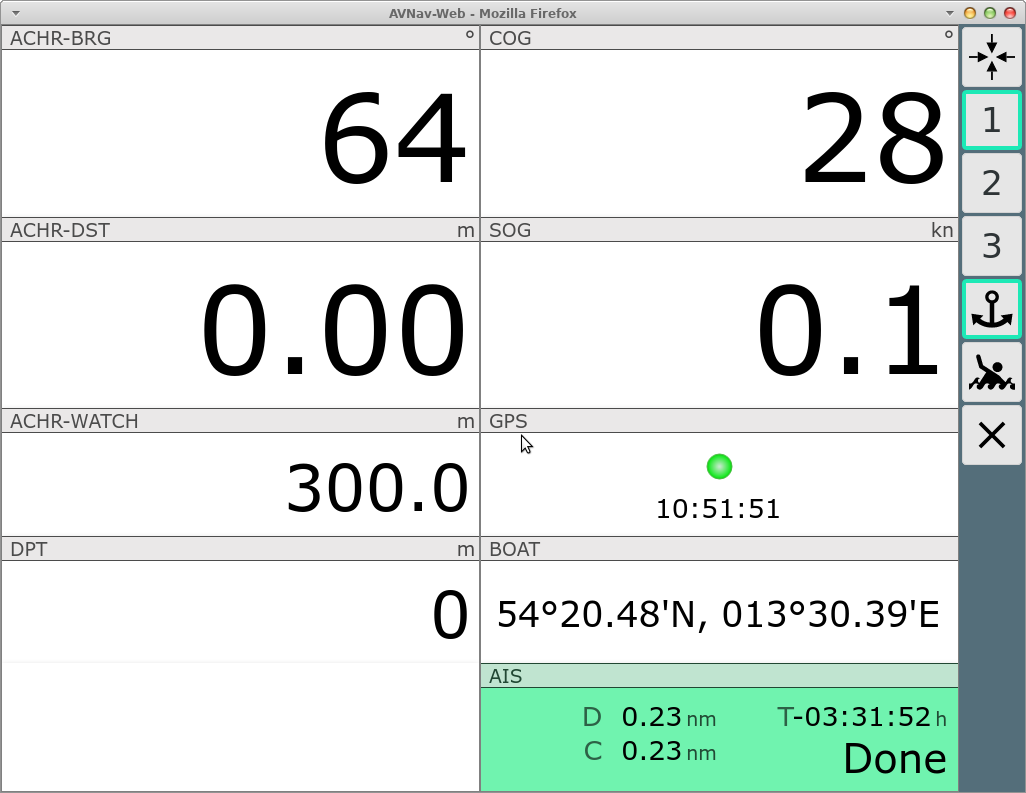 AVNav-Web - Mozilla Firefox
ACHR-BRG °
64
COG °
28
ACHR-DST m
0.00
SOG kn
0.1
ACHR-WATCH m
300.0
GPS
10:51:51
DPT m
0
BOAT
54°20.48'N, 013°30.39'E
AIS
D 0.23 nm T-03:31:52 h
C 0.23 nm Done
1
2
3